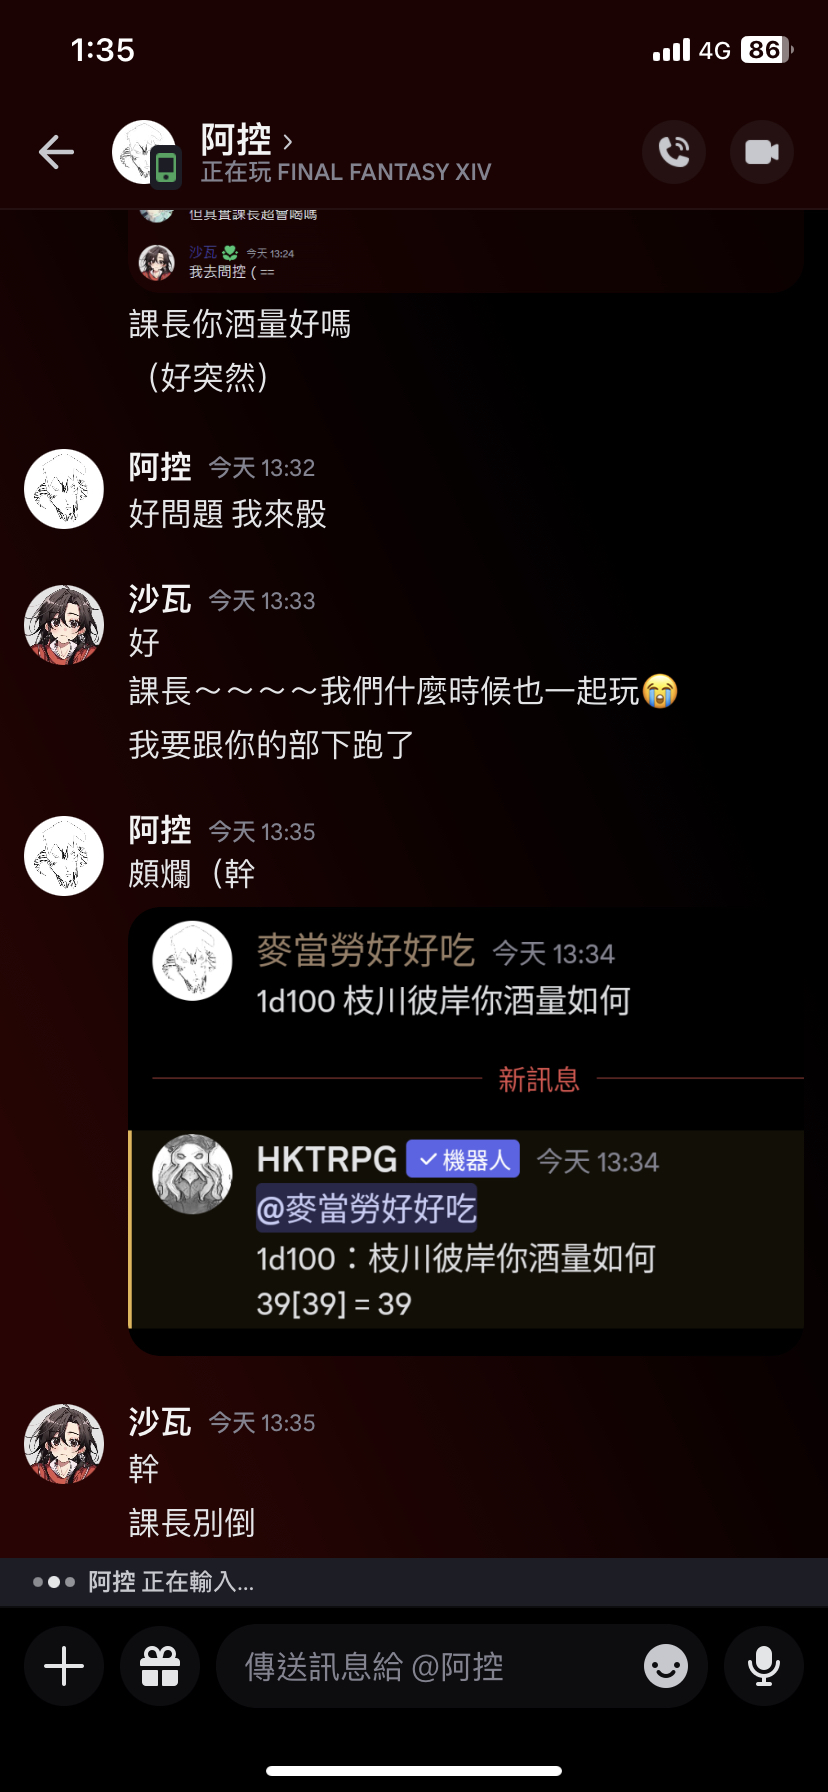 1:35
4G 86
阿控
正在玩 FINAL FANTASY XIV
但其實課長超會喝嗎
沙瓦 今天 13:24
我去問控 ( ==
課長你酒量好嗎
（好突然）
阿控 今天 13:32
好問題 我來骰
沙瓦 今天 13:33
好
課長～～～～我們什麼時候也一起玩😭
我要跟你的部下跑了
阿控 今天 13:35
頗爛（幹
麥當勞好好吃 今天 13:34
1d100 枝川彼岸你酒量如何
新訊息
HKTRPG ✓ 機器人 今天 13:34
@麥當勞好好吃
1d100：枝川彼岸你酒量如何
39[39] = 39
沙瓦 今天 13:35
幹
課長別倒
阿控 正在輸入...
傳送訊息給 @阿控